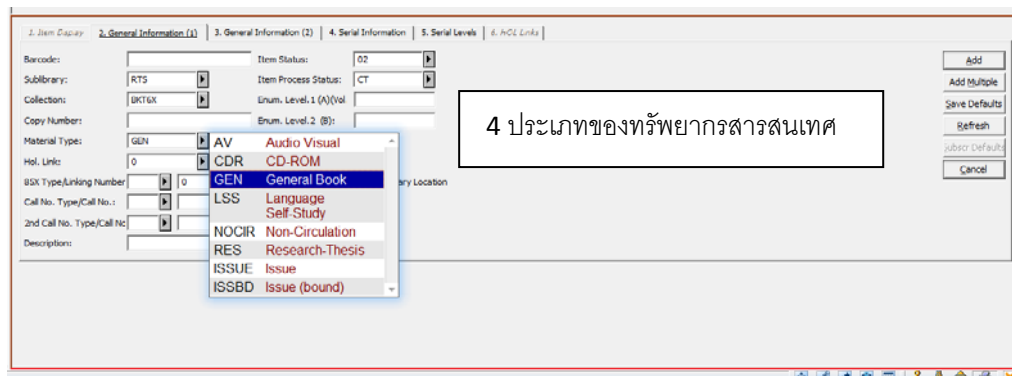 1. Item Display 2. General Information (1) 3. General Information (2) 4. Serial Information 5. Serial Levels 6. HOL Links
Barcode: Item Status: 02 Add
Sublibrary: RTS Item Process Status: CT Add Multiple
Collection: BKT6X Enum. Level.1 (A)(Vol Save Defaults
Copy Number: Enum. Level.2 (B): Refresh
4 ประเภทของทรัพยากรสารสนเทศ
Material Type: GEN Subscr Defaults
Hol. Link: 0 Cancel
85X Type/Linking Number 0 ary Location
Call No. Type/Call No.:
2nd Call No. Type/Call Nc
Description:
AV Audio Visual
CDR CD-ROM
GEN General Book
LSS Language
Self-Study
NOCIR Non-Circulation
RES Research-Thesis
ISSUE Issue
ISSBD Issue (bound)